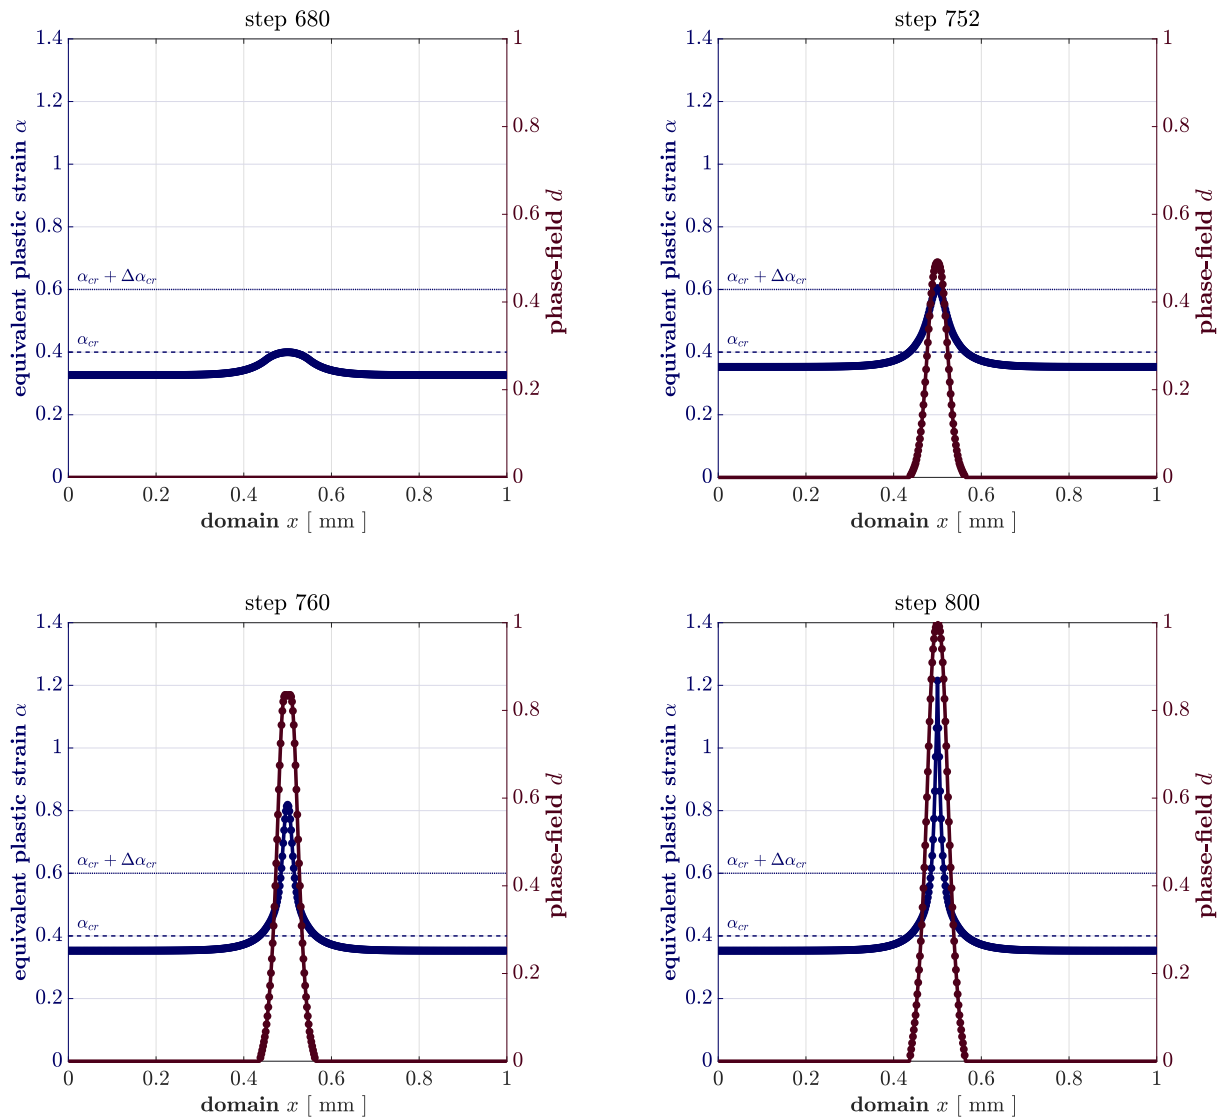 step 680
1.4
1.2
1
0.8
0.6
0.4
0.2
0
equivalent plastic strain α
α_cr + Δα_cr
α_cr
1
0.8
0.6
0.4
0.2
0
phase-field d
0 0.2 0.4 0.6 0.8 1
domain x [ mm ]
step 752
1.4
1.2
1
0.8
0.6
0.4
0.2
0
equivalent plastic strain α
α_cr + Δα_cr
α_cr
1
0.8
0.6
0.4
0.2
0
phase-field d
0 0.2 0.4 0.6 0.8 1
domain x [ mm ]
step 760
1.4
1.2
1
0.8
0.6
0.4
0.2
0
equivalent plastic strain α
α_cr + Δα_cr
α_cr
1
0.8
0.6
0.4
0.2
0
phase-field d
0 0.2 0.4 0.6 0.8 1
domain x [ mm ]
step 800
1.4
1.2
1
0.8
0.6
0.4
0.2
0
equivalent plastic strain α
α_cr + Δα_cr
α_cr
1
0.8
0.6
0.4
0.2
0
phase-field d
0 0.2 0.4 0.6 0.8 1
domain x [ mm ]